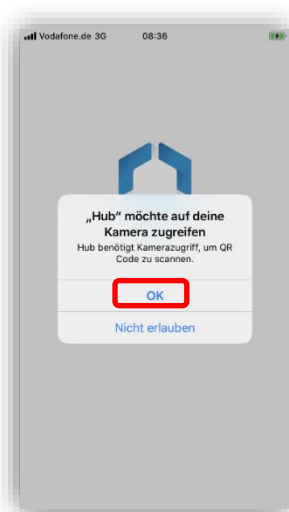 Vodafone.de 3G 08:36
„Hub“ möchte auf deine
Kamera zugreifen
Hub benötigt Kamerazugriff, um QR
Code zu scannen.
OK
Nicht erlauben